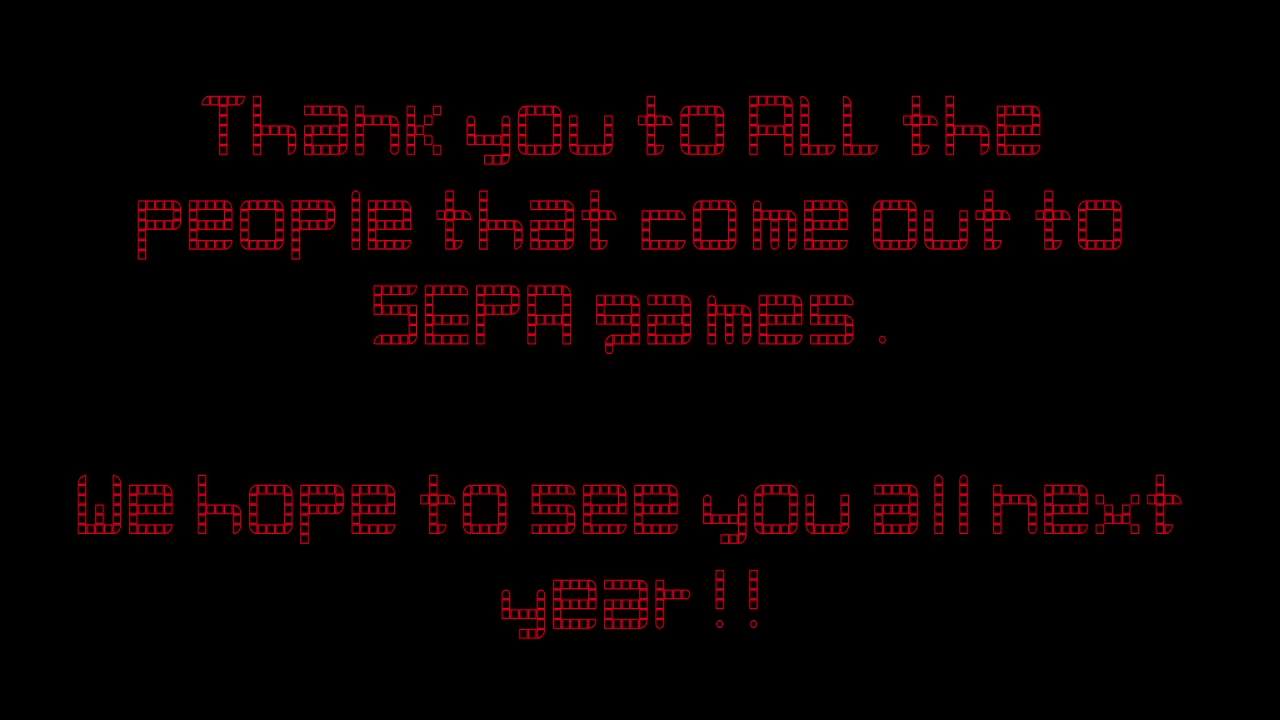 Thank you to ALL the
people that come out to
SEPA games .
We hope to see you all next
year !!